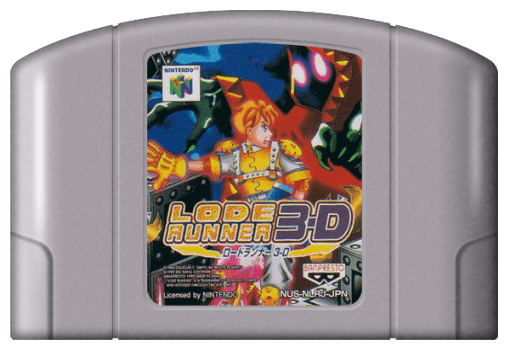 NINTENDO 64
N
LODE
RUNNER 3-D
ロードランナー 3-D
BANPRESTO
Licensed by NINTENDO
NUS-NLRJ-JPN